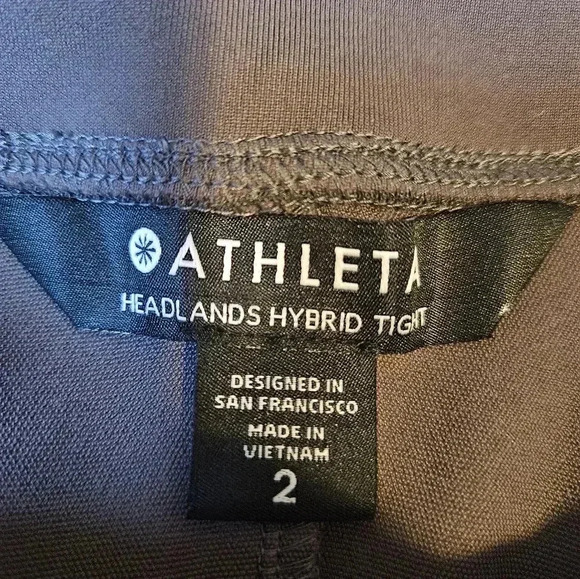 ATHLETA
HEADLANDS HYBRID TIGHT
DESIGNED IN
SAN FRANCISCO
MADE IN
VIETNAM
2